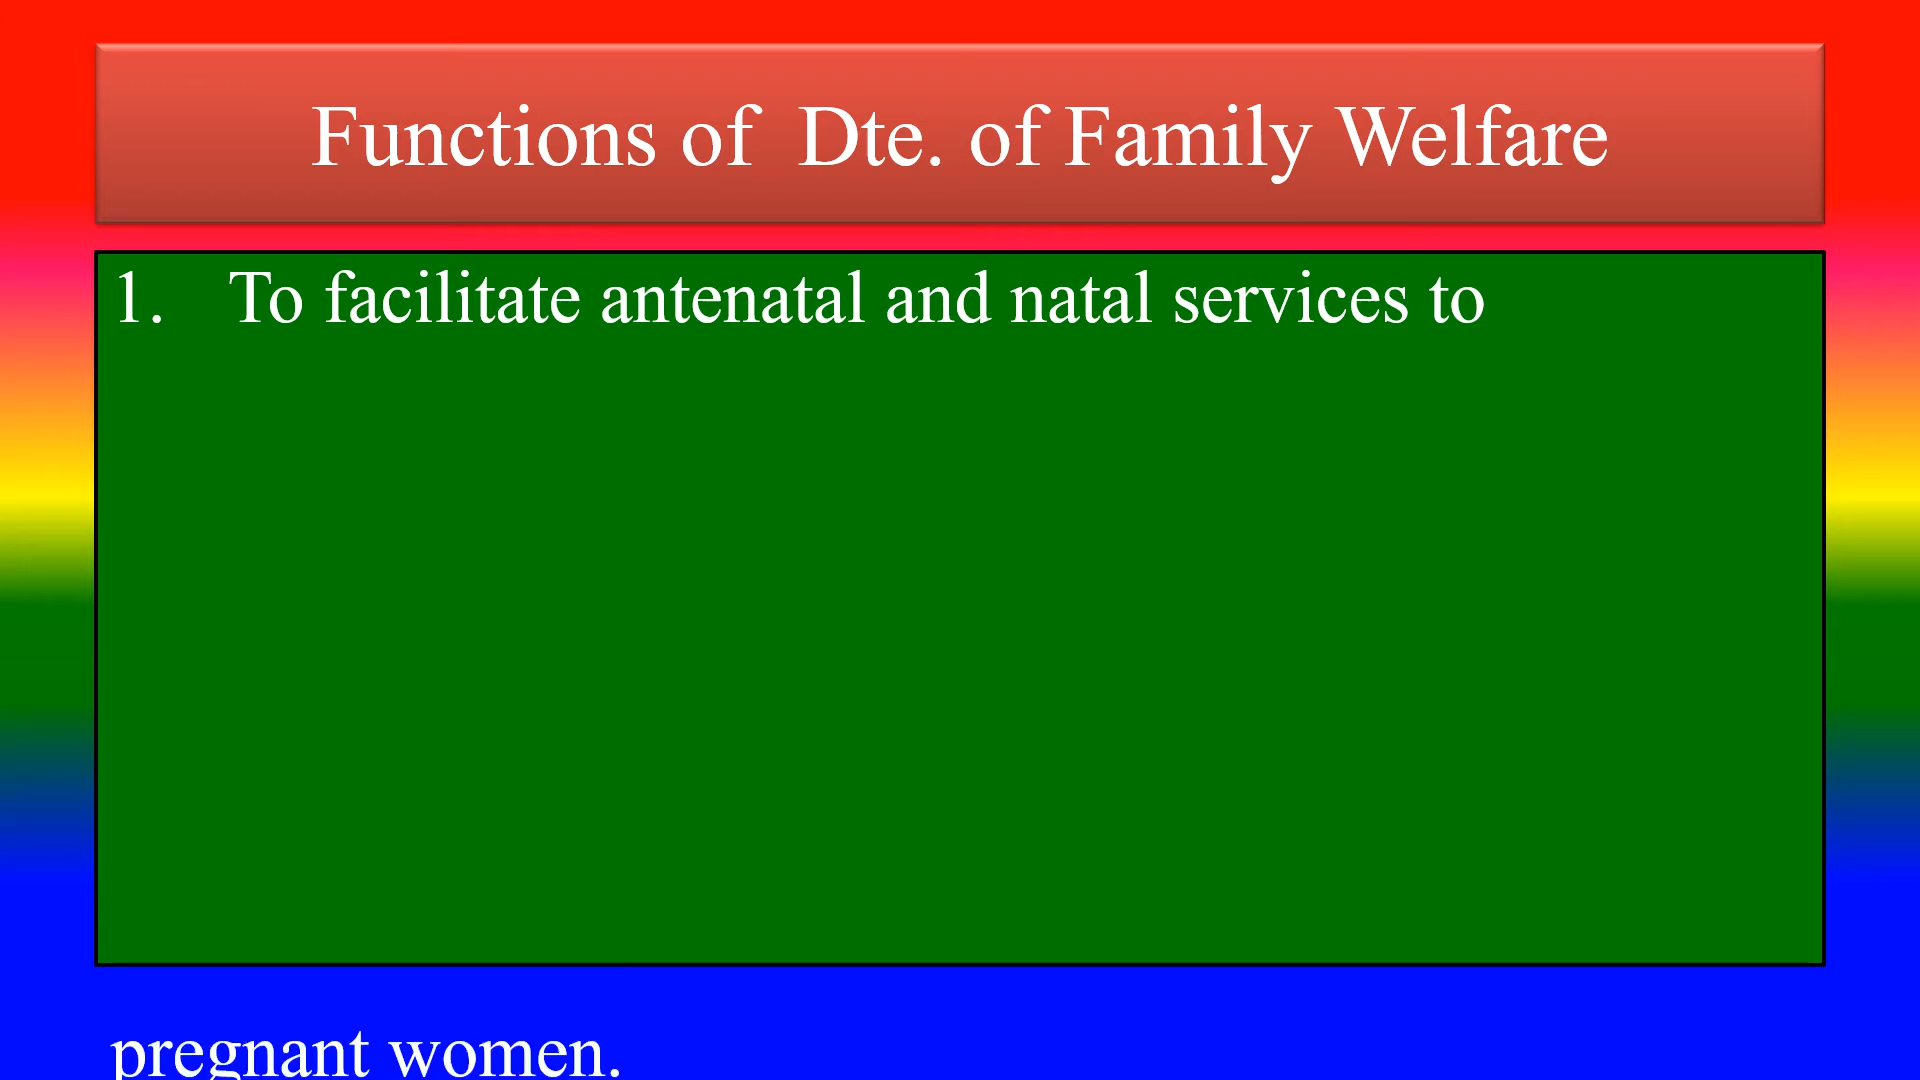 Functions of  Dte. of Family Welfare
1. To facilitate antenatal and natal services to
pregnant women.